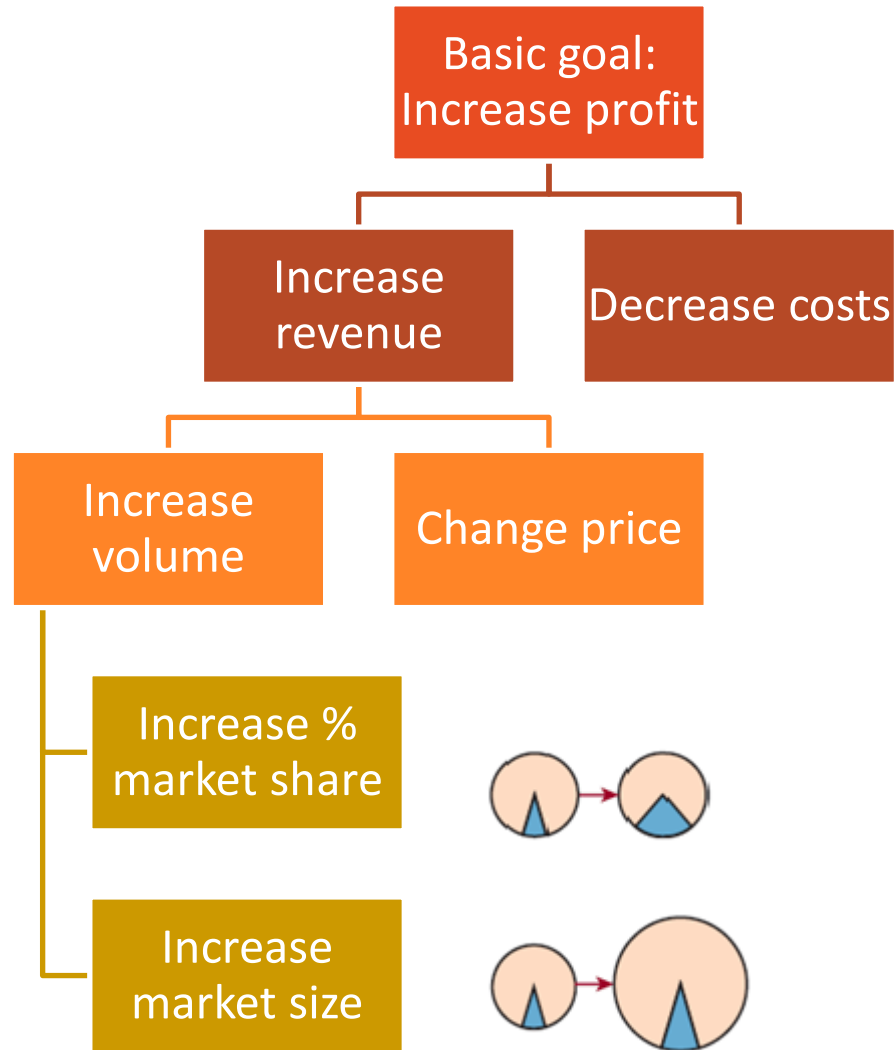 Basic goal:
Increase profit
Increase
revenue
Decrease costs
Increase
volume
Change price
Increase %
market share
Increase
market size